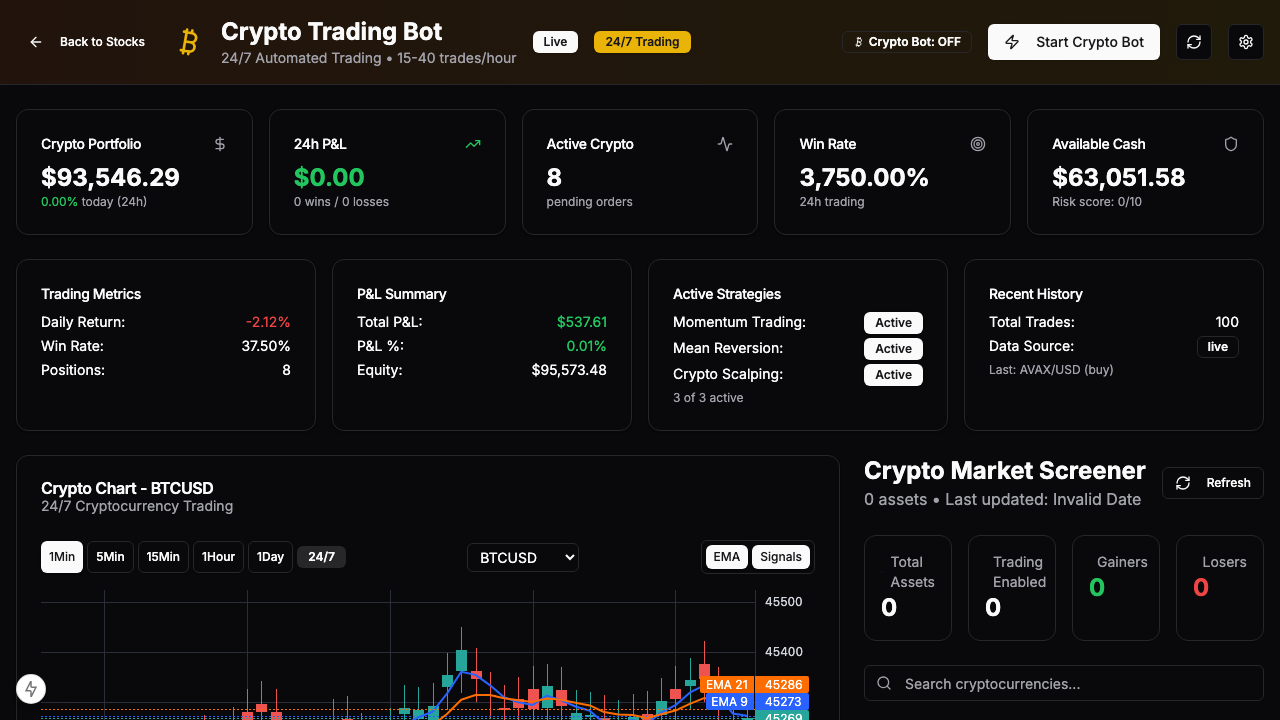 Back to Stocks
Crypto Trading Bot
24/7 Automated Trading • 15-40 trades/hour
Live
24/7 Trading
Crypto Bot: OFF
Start Crypto Bot
Crypto Portfolio
$93,546.29
0.00% today (24h)
24h P&L
$0.00
0 wins / 0 losses
Active Crypto
8
pending orders
Win Rate
3,750.00%
24h trading
Available Cash
$63,051.58
Risk score: 0/10
Trading Metrics
Daily Return: -2.12%
Win Rate: 37.50%
Positions: 8
P&L Summary
Total P&L: $537.61
P&L %: 0.01%
Equity: $95,573.48
Active Strategies
Momentum Trading: Active
Mean Reversion: Active
Crypto Scalping: Active
3 of 3 active
Recent History
Total Trades: 100
Data Source: live
Last: AVAX/USD (buy)
Crypto Chart - BTCUSD
24/7 Cryptocurrency Trading
1Min 5Min 15Min 1Hour 1Day 24/7
BTCUSD
EMA Signals
45500
45400
EMA 21 45286
EMA 9 45273
45269
Crypto Market Screener
0 assets • Last updated: Invalid Date
Refresh
Total
Assets
0
Trading
Enabled
0
Gainers
0
Losers
0
Search cryptocurrencies...